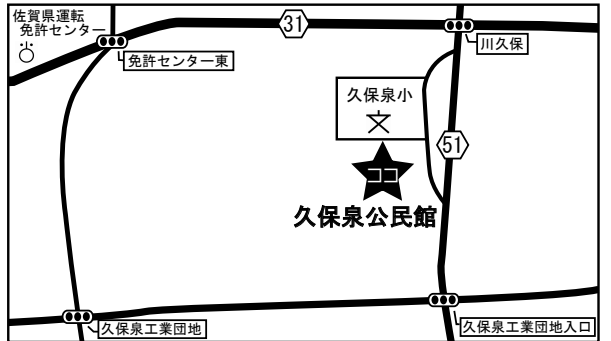 佐賀県運転
免許センター
31
川久保
免許センター東
久保泉小
文
51
ココ
久保泉公民館
久保泉工業団地
久保泉工業団地入口